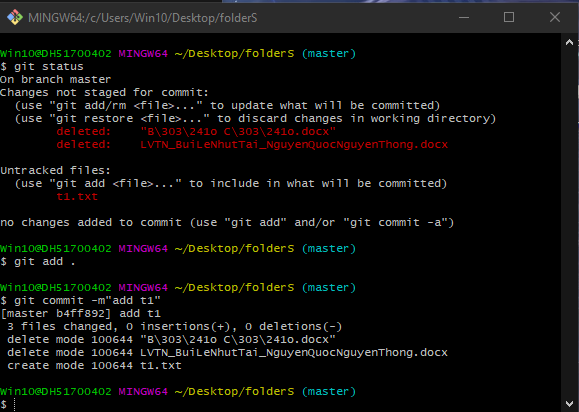 MINGW64:/c/Users/Win10/Desktop/folderS
Win10@DH51700402 MINGW64 ~/Desktop/folderS (master)
$ git status
On branch master
Changes not staged for commit:
  (use "git add/rm <file>..." to update what will be committed)
  (use "git restore <file>..." to discard changes in working directory)
        deleted:    "B\303\241o C\303\241o.docx"
        deleted:    LVTN_BuiLeNhutTai_NguyenQuocNguyenThong.docx
Untracked files:
  (use "git add <file>..." to include in what will be committed)
        t1.txt
no changes added to commit (use "git add" and/or "git commit -a")
Win10@DH51700402 MINGW64 ~/Desktop/folderS (master)
$ git add .
Win10@DH51700402 MINGW64 ~/Desktop/folderS (master)
$ git commit -m"add t1"
[master b4ff892] add t1
 3 files changed, 0 insertions(+), 0 deletions(-)
 delete mode 100644 "B\303\241o C\303\241o.docx"
 delete mode 100644 LVTN_BuiLeNhutTai_NguyenQuocNguyenThong.docx
 create mode 100644 t1.txt
Win10@DH51700402 MINGW64 ~/Desktop/folderS (master)
$